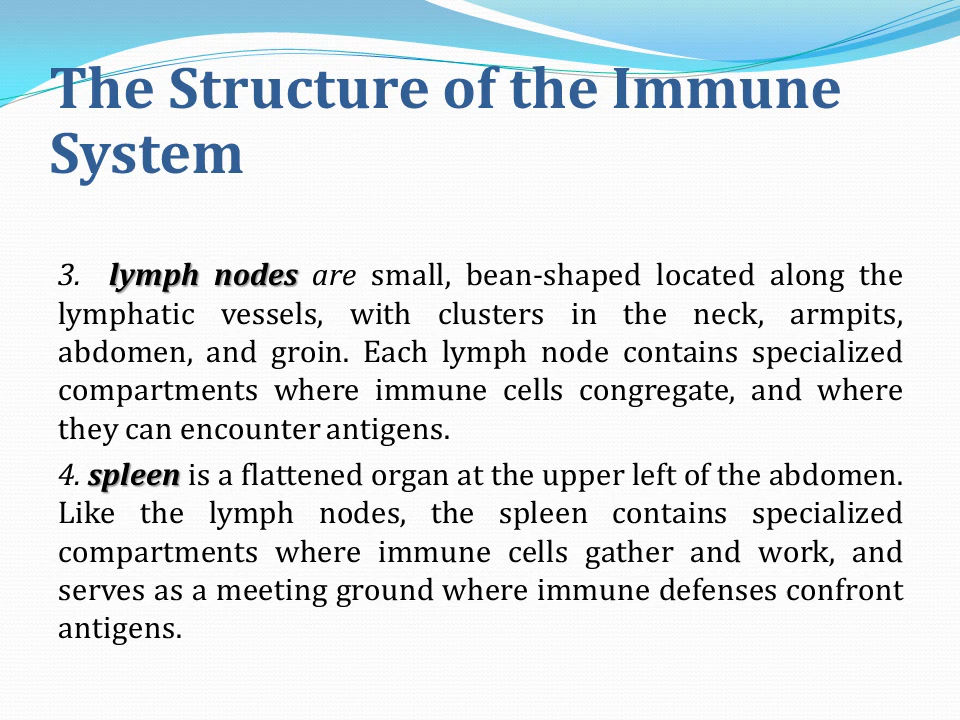 The Structure of the Immune
System
3. lymph nodes are small, bean-shaped located along the
lymphatic vessels, with clusters in the neck, armpits,
abdomen, and groin. Each lymph node contains specialized
compartments where immune cells congregate, and where
they can encounter antigens.
4. spleen is a flattened organ at the upper left of the abdomen.
Like the lymph nodes, the spleen contains specialized
compartments where immune cells gather and work, and
serves as a meeting ground where immune defenses confront
antigens.